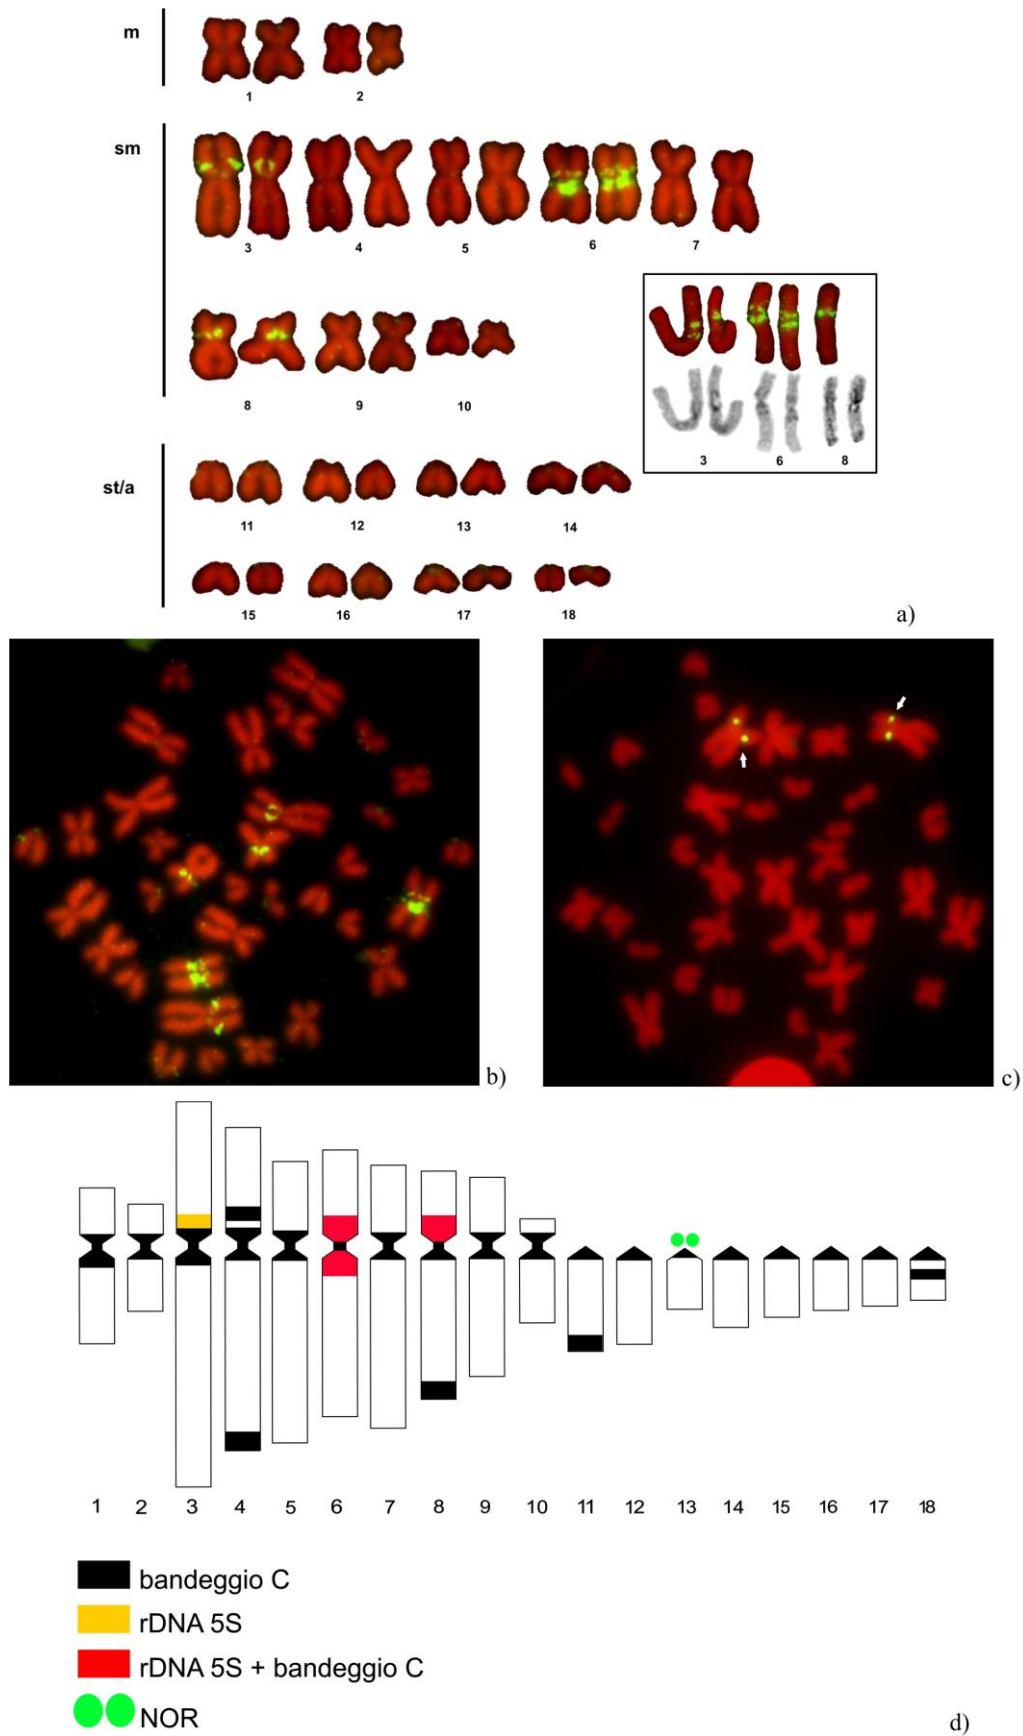 m
1 2
sm
3 4 5 6 7
8 9 10
3 6 8
st/a
11 12 13 14
15 16 17 18
a)
b)
c)
1 2 3 4 5 6 7 8 9 10 11 12 13 14 15 16 17 18
bandeggio C
rDNA 5S
rDNA 5S + bandeggio C
NOR
d)